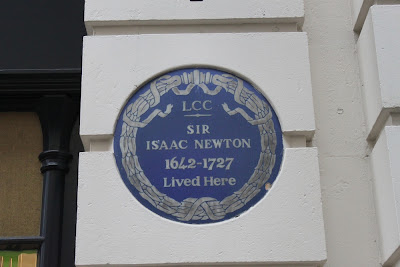 LCC
SIR
ISAAC NEWTON
1642-1727
Lived Here